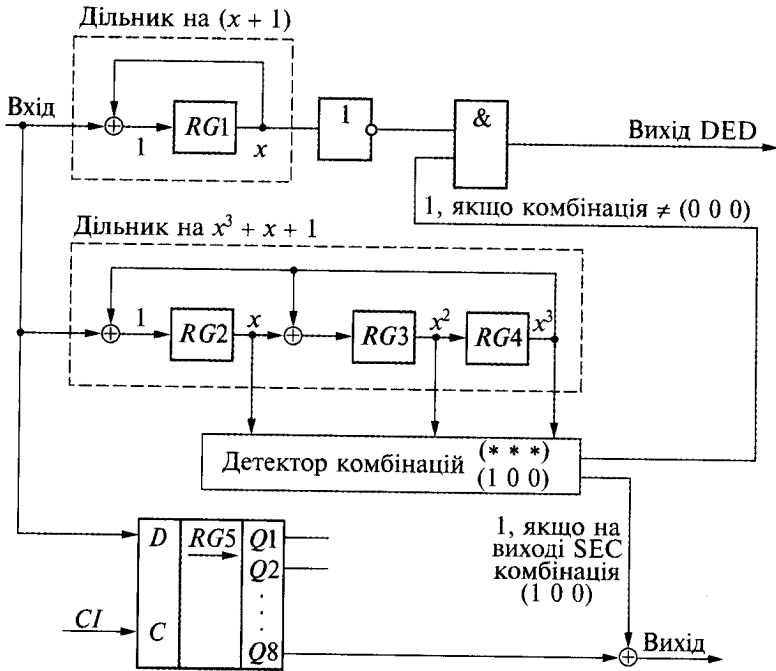 Дільник на (x + 1)
Вхід
1
RG1
x
1
&
Вихід DED
1, якщо комбінація ≠ (0 0 0)
Дільник на x³ + x + 1
1
RG2
x
RG3
x²
RG4
x³
Детектор комбінацій (* * *)
(1 0 0)
1, якщо на
виході SEC
комбінація
(1 0 0)
D
RG5
Q1
Q2
CI
C
Q8
Вихід